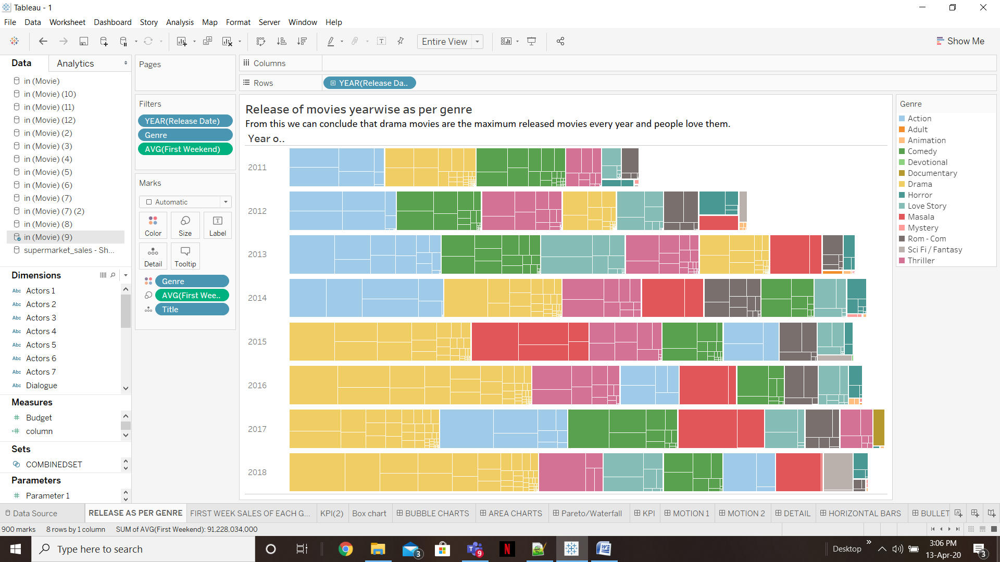 Tableau - 1
File Data Worksheet Dashboard Story Analysis Map Format Server Window Help
Entire View
Show Me
Data Analytics
in (Movie)
in (Movie) (10)
in (Movie) (11)
in (Movie) (12)
in (Movie) (2)
in (Movie) (3)
in (Movie) (4)
in (Movie) (5)
in (Movie) (6)
in (Movie) (7)
in (Movie) (7) (2)
in (Movie) (8)
in (Movie) (9)
supermarket_sales - Sh...
Dimensions
Abc Actors 1
Abc Actors 2
Abc Actors 3
Abc Actors 4
Abc Actors 5
Abc Actors 6
Abc Actors 7
Abc Dialogue
Measures
# Budget
=# column
Sets
COMBINEDSET
Parameters
# Parameter 1
Pages
Filters
YEAR(Release Date)
Genre
AVG(First Weekend)
Marks
Automatic
Color Size Label
Detail Tooltip
Genre
AVG(First Wee..
Title
Columns
Rows YEAR(Release Da..
Release of movies yearwise as per genre
From this we can conclude that drama movies are the maximum released movies every year and people love them.
Year o..
2011
2012
2013
2014
2015
2016
2017
2018
Genre
Action
Adult
Animation
Comedy
Devotional
Documentary
Drama
Horror
Love Story
Masala
Mystery
Rom - Com
Sci Fi / Fantasy
Thriller
Data Source RELEASE AS PER GENRE FIRST WEEK SALES OF EACH G... KPI(2) Box chart BUBBLE CHARTS AREA CHARTS Pareto/Waterfall KPI MOTION 1 MOTION 2 DETAIL HORIZONTAL BARS BULLET
900 marks 8 rows by 1 column SUM of AVG(First Weekend): 91,228,034,000
Type here to search
3
9
N
W
Desktop
3:06 PM
13-Apr-20
3